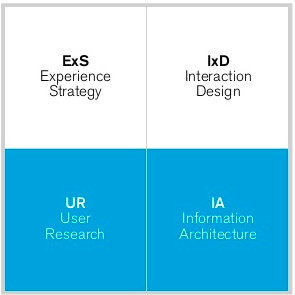 ExS
Experience
Strategy
IxD
Interaction
Design
UR
User
Research
IA
Information
Architecture